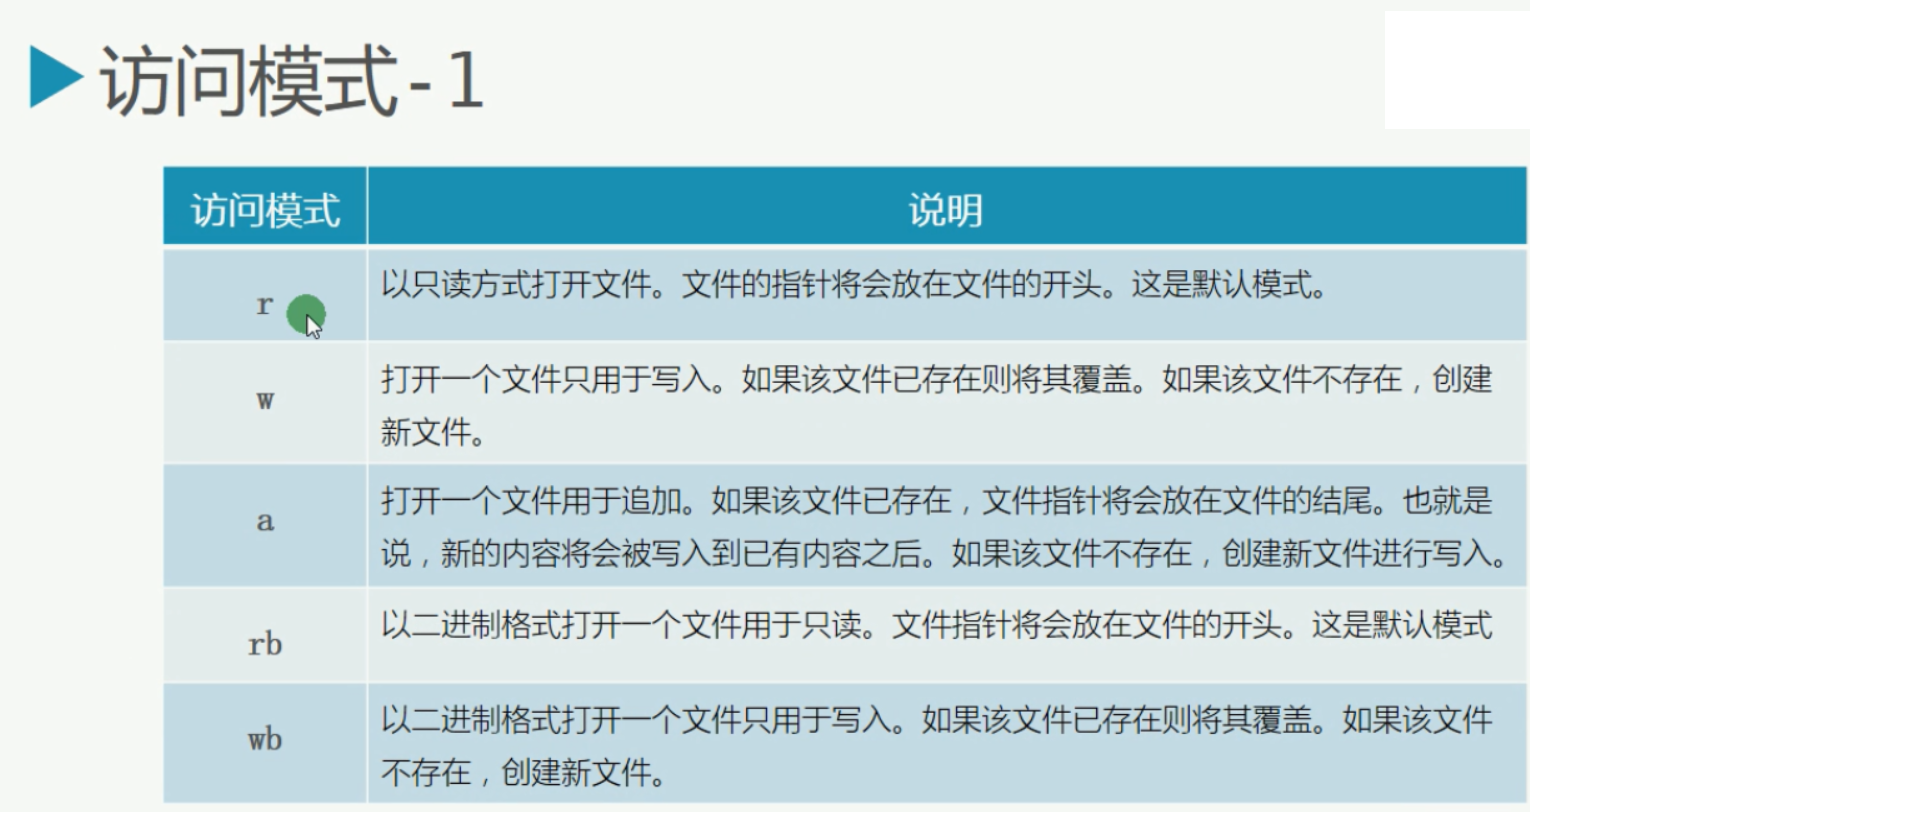 访问模式-1
访问模式 说明
r 以只读方式打开文件。文件的指针将会放在文件的开头。这是默认模式。
w 打开一个文件只用于写入。如果该文件已存在则将其覆盖。如果该文件不存在，创建
新文件。
a 打开一个文件用于追加。如果该文件已存在，文件指针将会放在文件的结尾。也就是
说，新的内容将会被写入到已有内容之后。如果该文件不存在，创建新文件进行写入。
rb 以二进制格式打开一个文件用于只读。文件指针将会放在文件的开头。这是默认模式
wb 以二进制格式打开一个文件只用于写入。如果该文件已存在则将其覆盖。如果该文件
不存在，创建新文件。